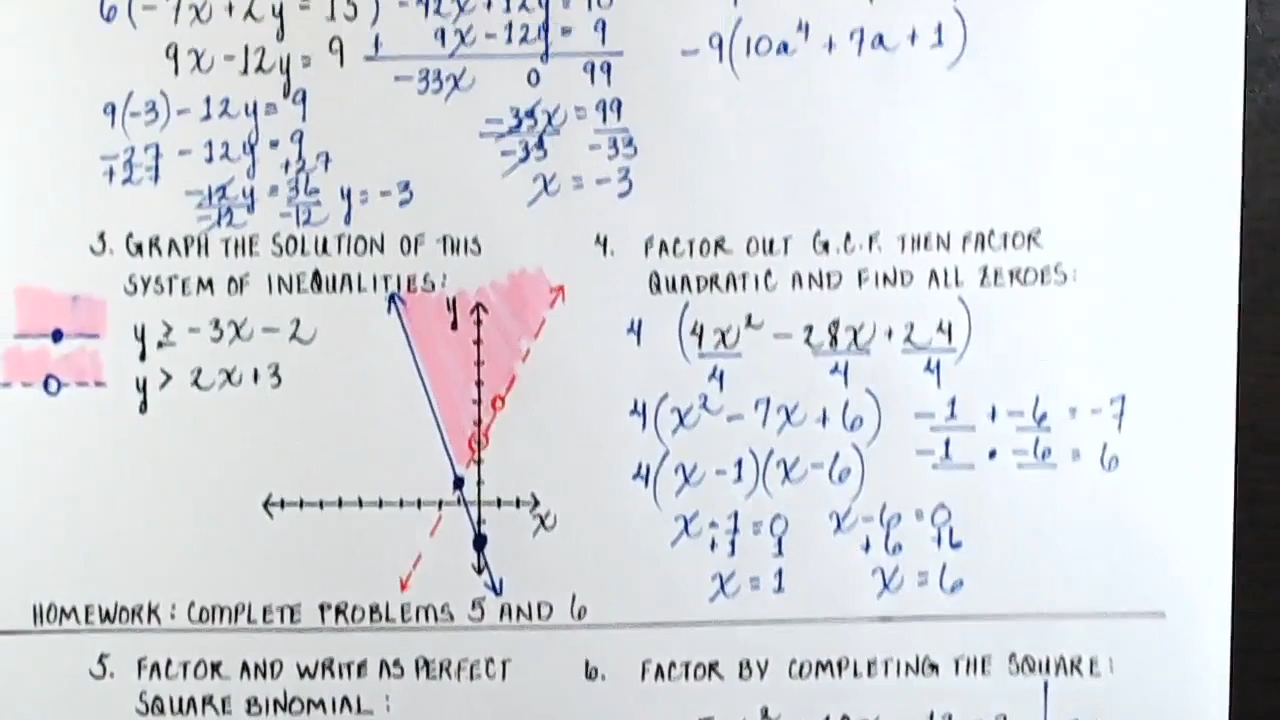 6(-7x+2y=15) -42x+12y=90
9x-12y=9 + 9x-12y=9
-33x 0 99
9(-3)-12y=9
-27-12y=9
+27 +27
-12y=36 y=-3
-12 -12
-33x=99
-33 -33
x=-3
-9(10a⁴+7a+1)
3. GRAPH THE SOLUTION OF THIS
SYSTEM OF INEQUALITIES:
y≥-3x-2
y>2x+3
y
x
4. FACTOR OUT G.C.F. THEN FACTOR
QUADRATIC AND FIND ALL ZEROES:
4 (4x²-28x+24)
4 4 4
4(x²-7x+6) -1 + -6 = -7
-1 • -6 = 6
4(x-1)(x-6)
x-1=0 x-6=0
+1 1 +6 +6
x=1 x=6
HOMEWORK: COMPLETE PROBLEMS 5 AND 6
5. FACTOR AND WRITE AS PERFECT
SQUARE BINOMIAL:
6. FACTOR BY COMPLETING THE SQUARE: